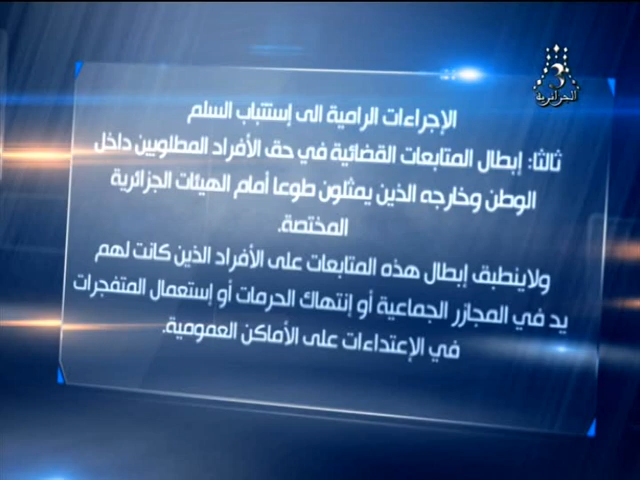 3
الجزائرية
الإجراءات الرامية الى إستتباب السلم
ثالثا: إبطال المتابعات القضائية في حق الأفراد المطلوبين داخل
الوطن وخارجه الذين يمثلون طوعا أمام الهيئات الجزائرية
المختصة.
ولاينطبق إبطال هذه المتابعات على الأفراد الذين كانت لهم
يد في المجازر الجماعية أو إنتهاك الحرمات أو إستعمال المتفجرات
في الإعتداءات على الأماكن العمومية.